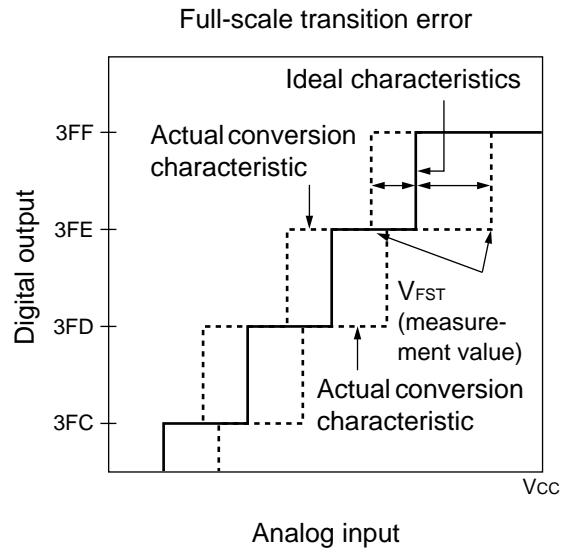 Full-scale transition error
Ideal characteristics
3FF
Actual conversion
characteristic
3FE
Digital output
VFST
(measure-
ment value)
3FD
Actual conversion
characteristic
3FC
VCC
Analog input